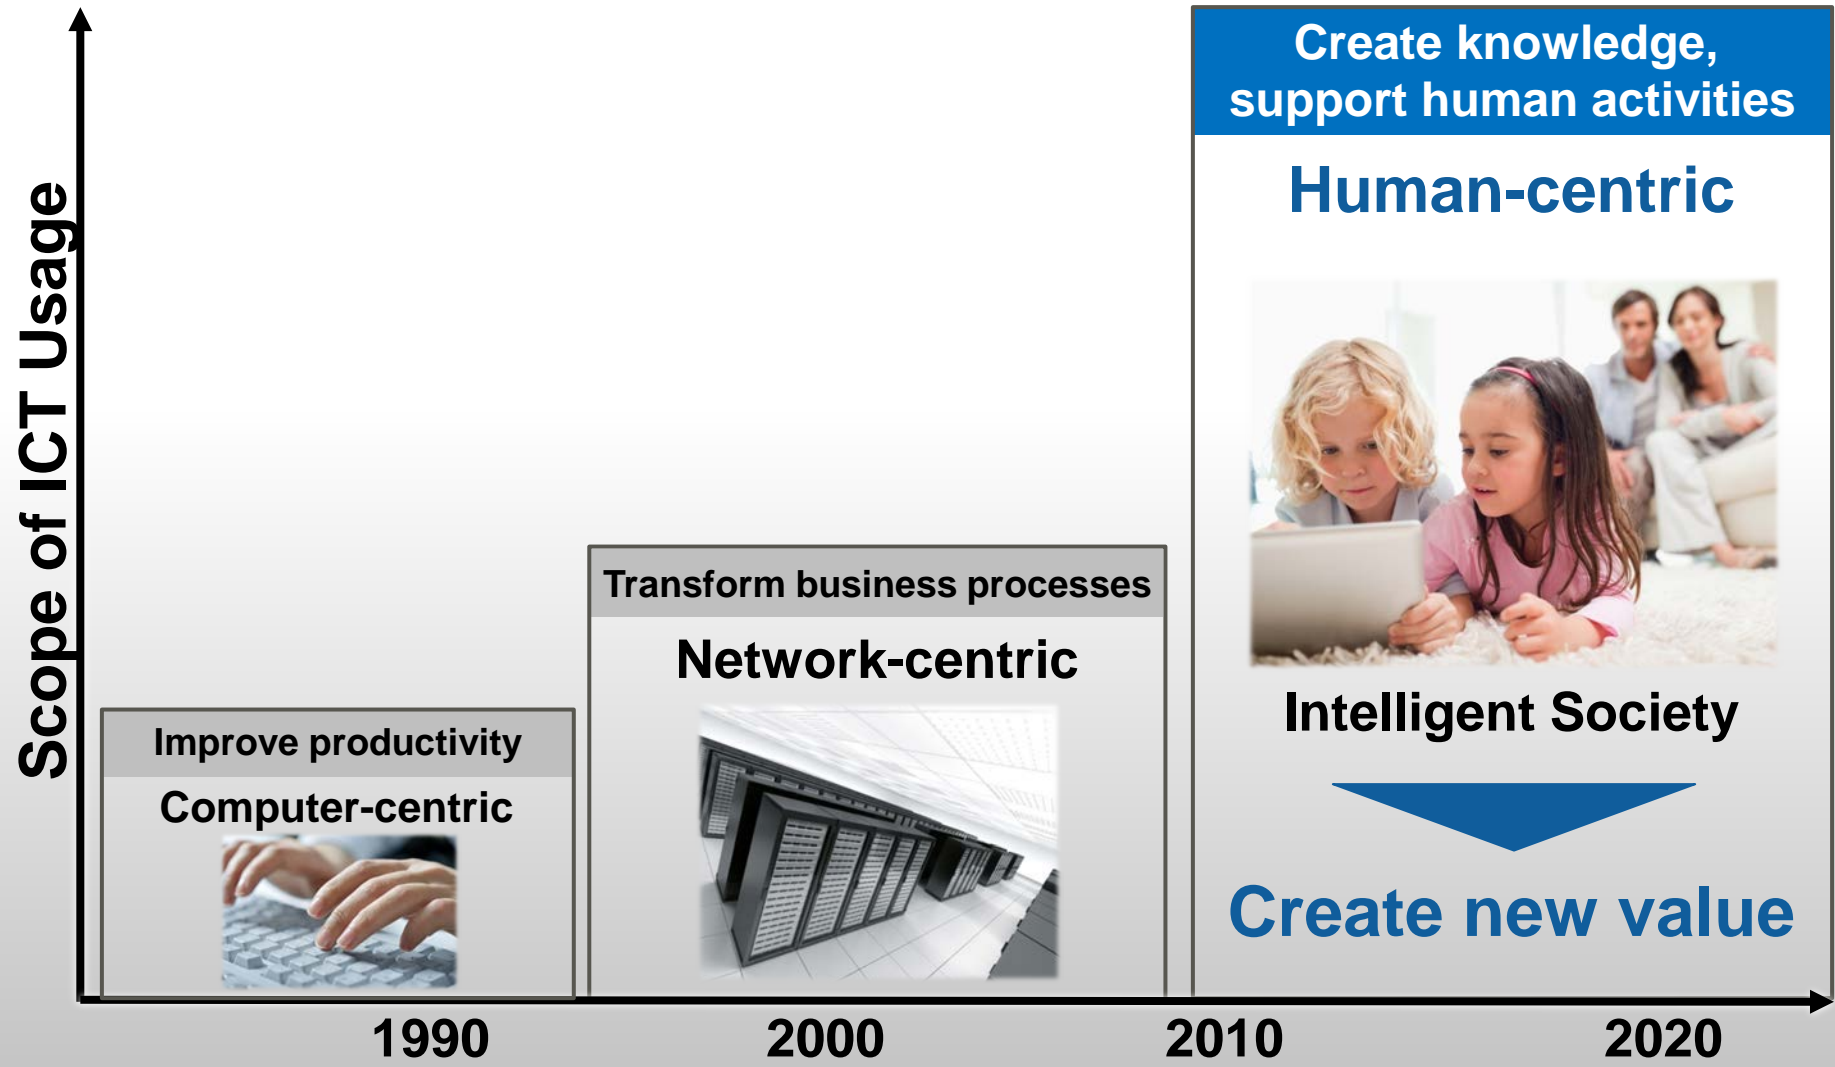 Scope of ICT Usage
Improve productivity
Computer-centric
Transform business processes
Network-centric
Create knowledge,
support human activities
Human-centric
Intelligent Society
Create new value
1990
2000
2010
2020